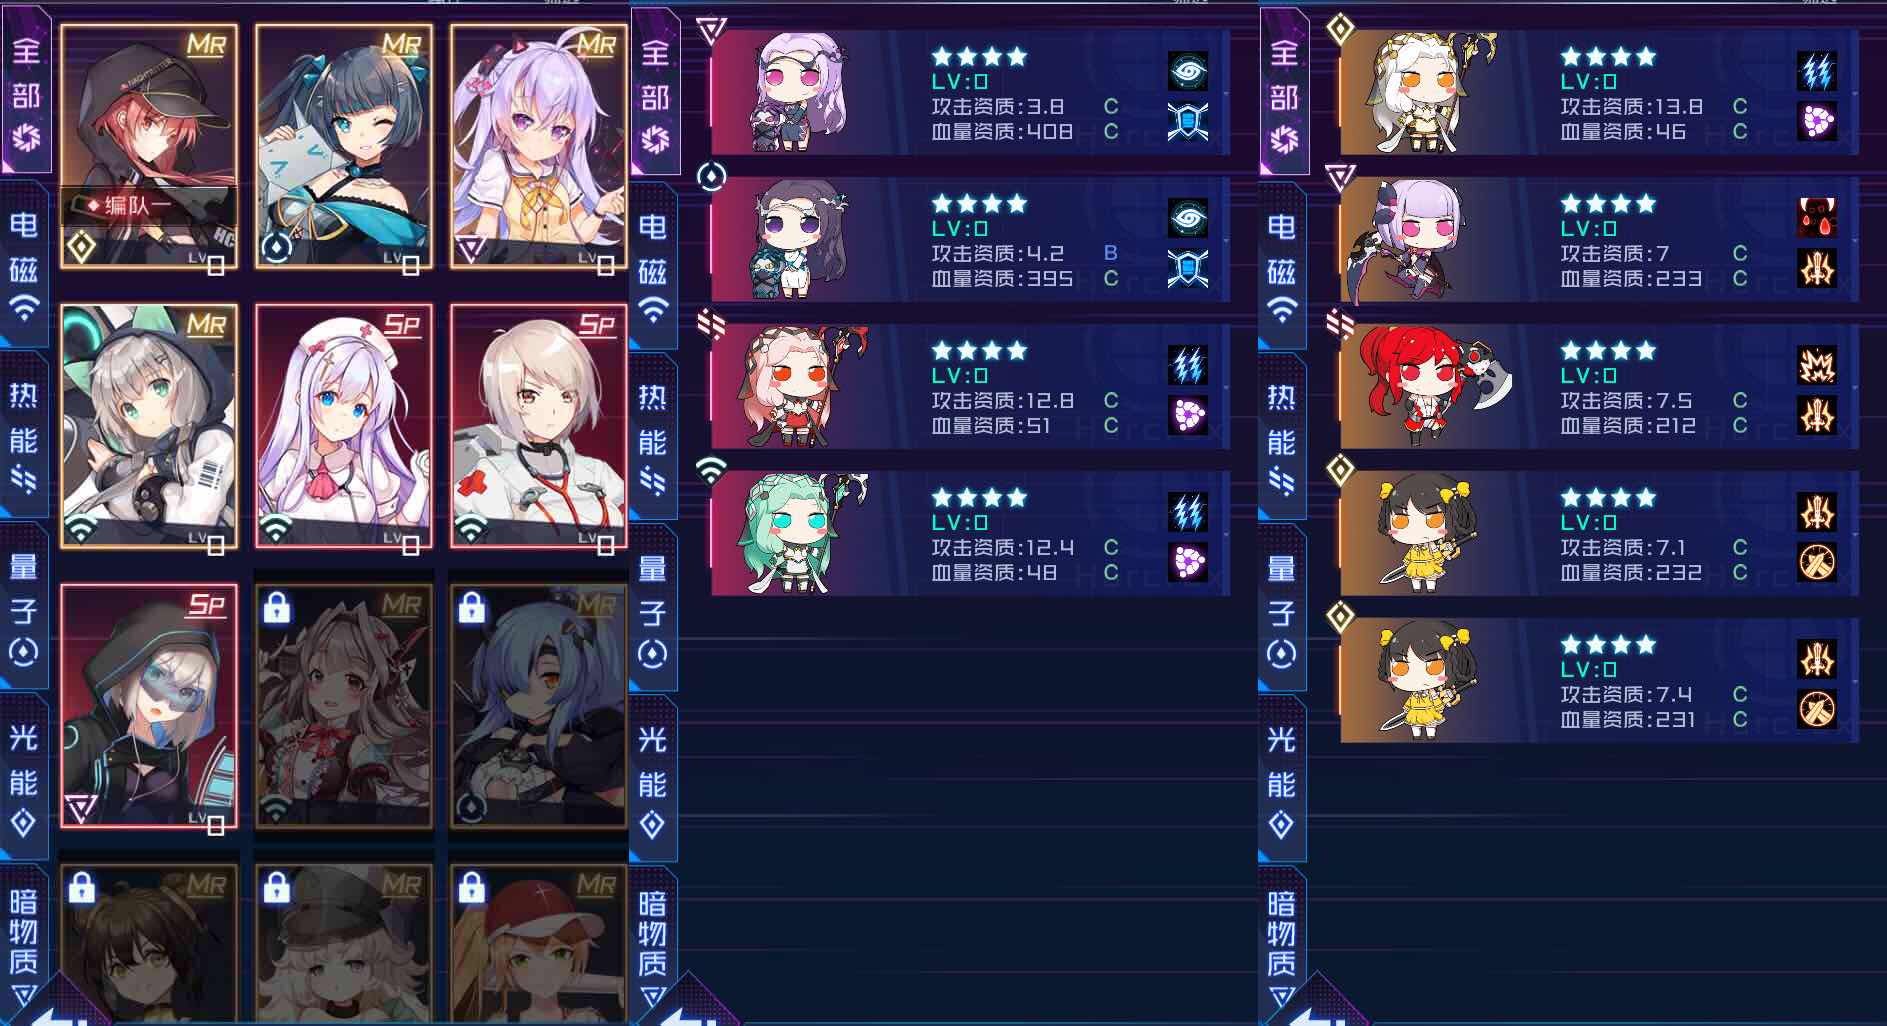 全部
电磁
热能
量子
光能
暗物质
MR
MR
MR
NAGHMUSTER
编队一
HC
LV 0
LV 0
LV 0
MR
SP
SP
LV 0
LV 0
LV 0
SP
MR
MR
LV 0
MR
MR
MR
全部
电磁
热能
量子
光能
暗物质
LV:0
攻击资质:3.8 C
血量资质:408 C
LV:0
攻击资质:4.2 B
血量资质:395 C
LV:0
攻击资质:12.8 C
血量资质:51 C
LV:0
攻击资质:12.4 C
血量资质:48 C
全部
电磁
热能
量子
光能
暗物质
LV:0
攻击资质:13.8 C
血量资质:46 C
LV:0
攻击资质:7 C
血量资质:233 C
LV:0
攻击资质:7.5 C
血量资质:212 C
LV:0
攻击资质:7.1 C
血量资质:232 C
LV:0
攻击资质:7.4 C
血量资质:231 C